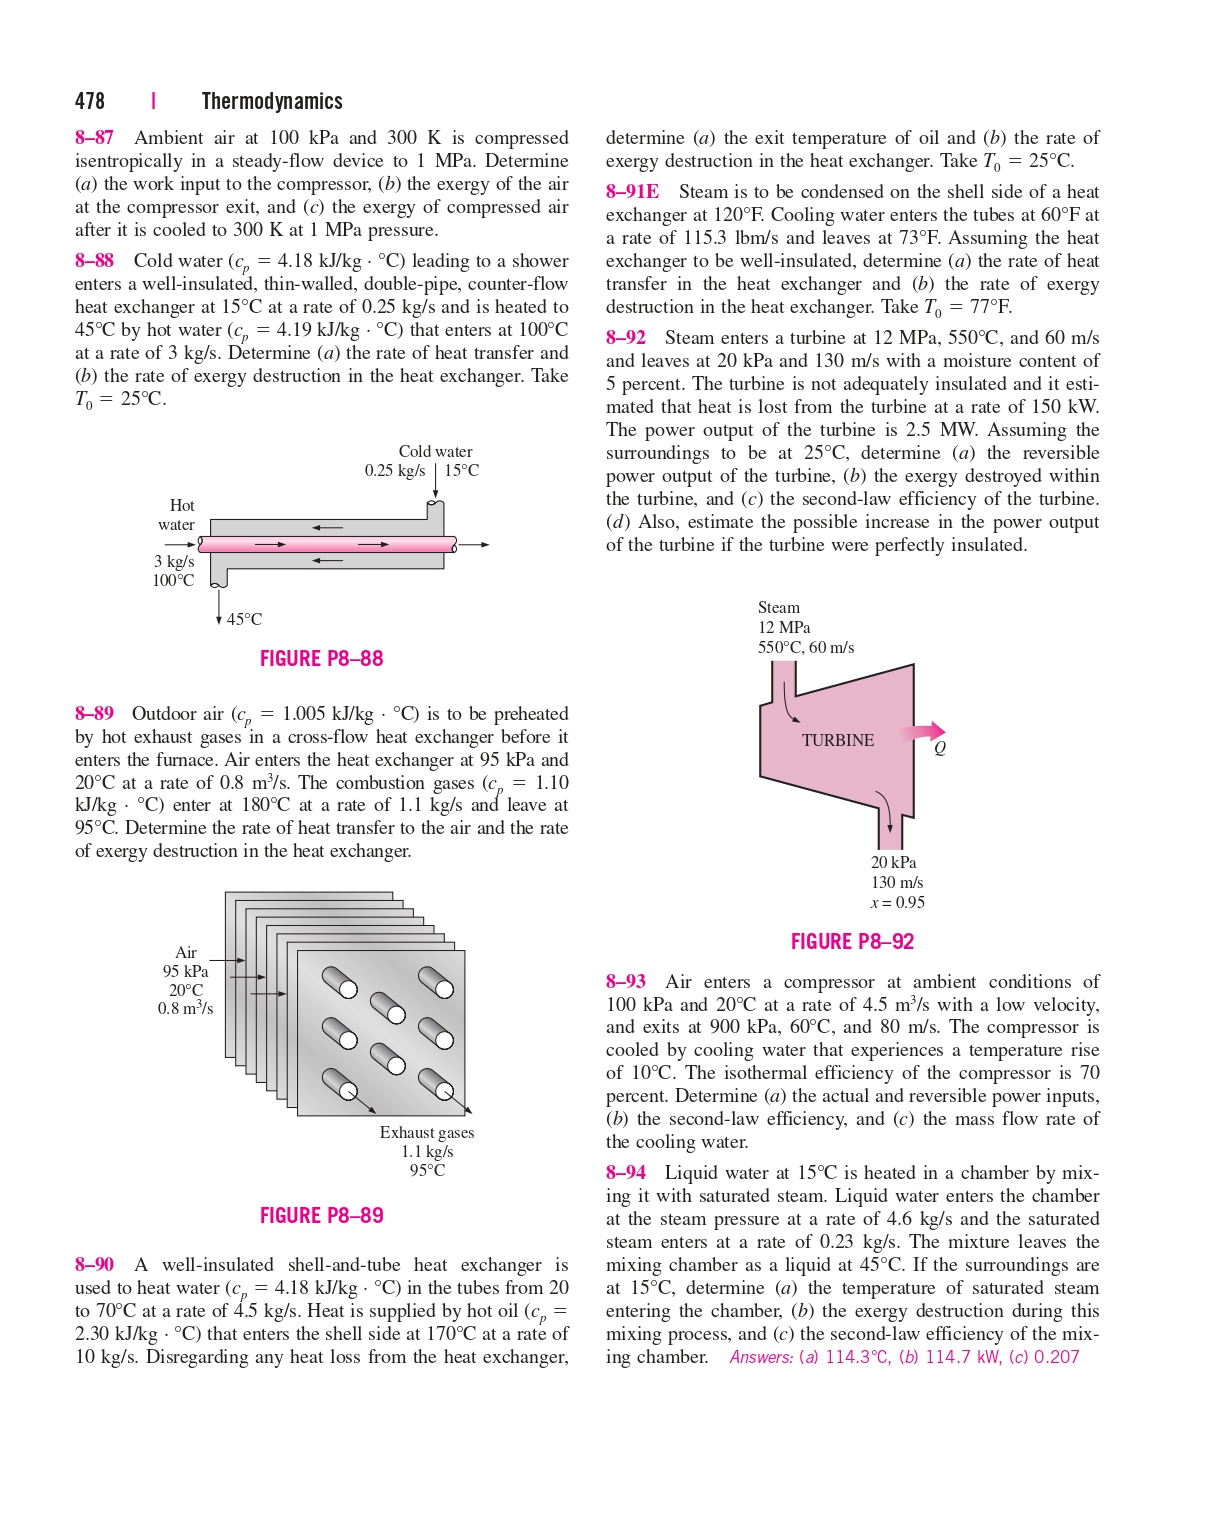 478 | Thermodynamics
8–87 Ambient air at 100 kPa and 300 K is compressed
isentropically in a steady-flow device to 1 MPa. Determine
(a) the work input to the compressor, (b) the exergy of the air
at the compressor exit, and (c) the exergy of compressed air
after it is cooled to 300 K at 1 MPa pressure.
8–88 Cold water (cp = 4.18 kJ/kg · °C) leading to a shower
enters a well-insulated, thin-walled, double-pipe, counter-flow
heat exchanger at 15°C at a rate of 0.25 kg/s and is heated to
45°C by hot water (cp = 4.19 kJ/kg · °C) that enters at 100°C
at a rate of 3 kg/s. Determine (a) the rate of heat transfer and
(b) the rate of exergy destruction in the heat exchanger. Take
T0 = 25°C.
Cold water
0.25 kg/s 15°C
Hot
water
3 kg/s
100°C
45°C
FIGURE P8–88
8–89 Outdoor air (cp = 1.005 kJ/kg · °C) is to be preheated
by hot exhaust gases in a cross-flow heat exchanger before it
enters the furnace. Air enters the heat exchanger at 95 kPa and
20°C at a rate of 0.8 m³/s. The combustion gases (cp = 1.10
kJ/kg · °C) enter at 180°C at a rate of 1.1 kg/s and leave at
95°C. Determine the rate of heat transfer to the air and the rate
of exergy destruction in the heat exchanger.
Air
95 kPa
20°C
0.8 m³/s
Exhaust gases
1.1 kg/s
95°C
FIGURE P8–89
8–90 A well-insulated shell-and-tube heat exchanger is
used to heat water (cp = 4.18 kJ/kg · °C) in the tubes from 20
to 70°C at a rate of 4.5 kg/s. Heat is supplied by hot oil (cp =
2.30 kJ/kg · °C) that enters the shell side at 170°C at a rate of
10 kg/s. Disregarding any heat loss from the heat exchanger,
determine (a) the exit temperature of oil and (b) the rate of
exergy destruction in the heat exchanger. Take T0 = 25°C.
8–91E Steam is to be condensed on the shell side of a heat
exchanger at 120°F. Cooling water enters the tubes at 60°F at
a rate of 115.3 lbm/s and leaves at 73°F. Assuming the heat
exchanger to be well-insulated, determine (a) the rate of heat
transfer in the heat exchanger and (b) the rate of exergy
destruction in the heat exchanger. Take T0 = 77°F.
8–92 Steam enters a turbine at 12 MPa, 550°C, and 60 m/s
and leaves at 20 kPa and 130 m/s with a moisture content of
5 percent. The turbine is not adequately insulated and it esti-
mated that heat is lost from the turbine at a rate of 150 kW.
The power output of the turbine is 2.5 MW. Assuming the
surroundings to be at 25°C, determine (a) the reversible
power output of the turbine, (b) the exergy destroyed within
the turbine, and (c) the second-law efficiency of the turbine.
(d) Also, estimate the possible increase in the power output
of the turbine if the turbine were perfectly insulated.
Steam
12 MPa
550°C, 60 m/s
TURBINE
Q
20 kPa
130 m/s
x = 0.95
FIGURE P8–92
8–93 Air enters a compressor at ambient conditions of
100 kPa and 20°C at a rate of 4.5 m³/s with a low velocity,
and exits at 900 kPa, 60°C, and 80 m/s. The compressor is
cooled by cooling water that experiences a temperature rise
of 10°C. The isothermal efficiency of the compressor is 70
percent. Determine (a) the actual and reversible power inputs,
(b) the second-law efficiency, and (c) the mass flow rate of
the cooling water.
8–94 Liquid water at 15°C is heated in a chamber by mix-
ing it with saturated steam. Liquid water enters the chamber
at the steam pressure at a rate of 4.6 kg/s and the saturated
steam enters at a rate of 0.23 kg/s. The mixture leaves the
mixing chamber as a liquid at 45°C. If the surroundings are
at 15°C, determine (a) the temperature of saturated steam
entering the chamber, (b) the exergy destruction during this
mixing process, and (c) the second-law efficiency of the mix-
ing chamber. Answers: (a) 114.3°C, (b) 114.7 kW, (c) 0.207